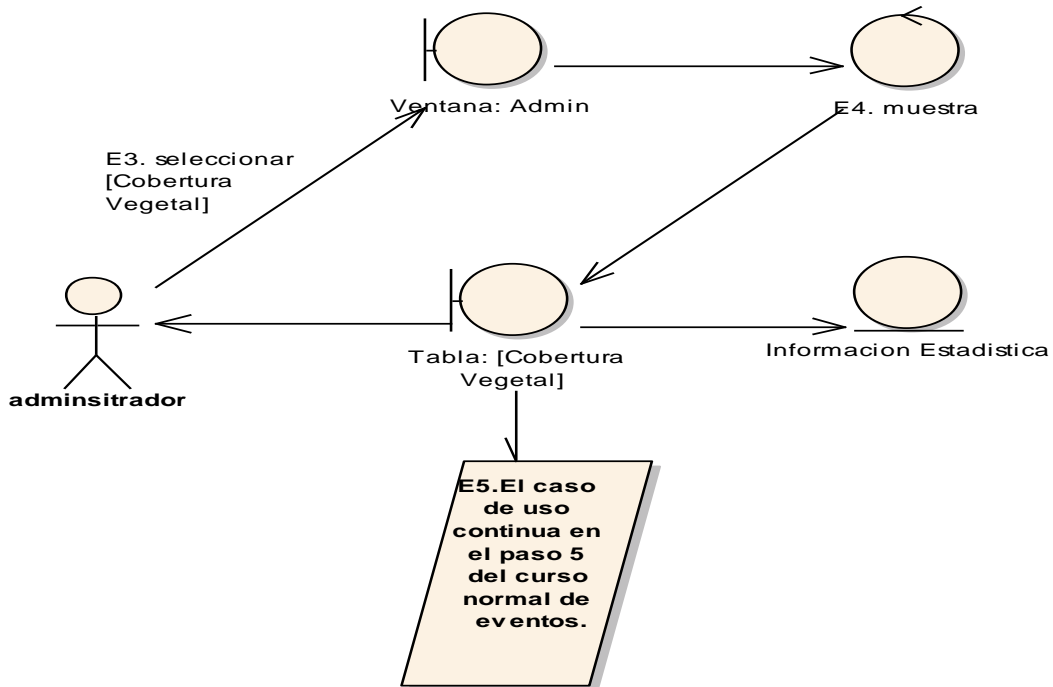 Ventana: Admin
E4. muestra
E3. seleccionar
[Cobertura
Vegetal]
adminsitrador
Tabla: [Cobertura
Vegetal]
Informacion Estadistica
E5.El caso
de uso
continua en
el paso 5
del curso
normal de
eventos.